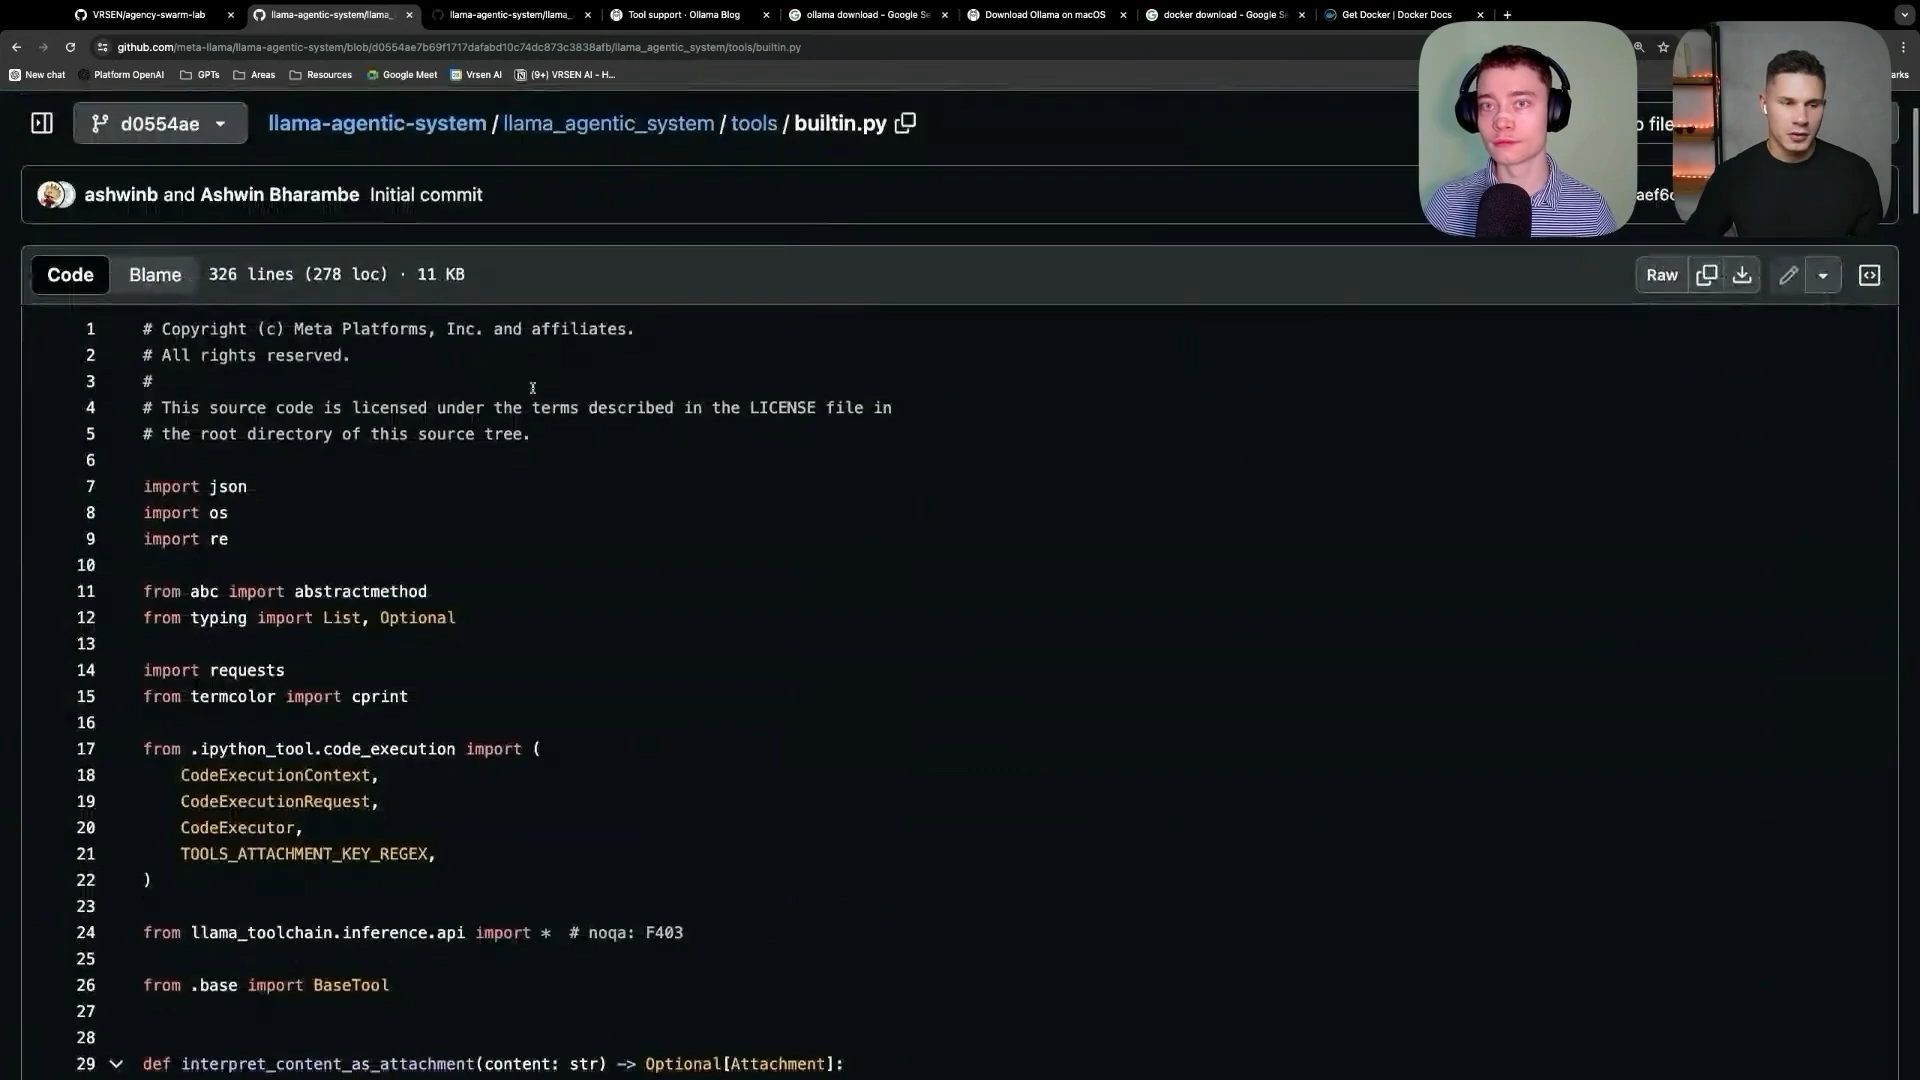 VRSEN/agency-swarm-lab
llama-agentic-system/llama_
llama-agentic-system/llama_
Tool support · Ollama Blog
ollama download - Google Se
Download Ollama on macOS
docker download - Google Se
Get Docker | Docker Docs
github.com/meta-llama/llama-agentic-system/blob/d0554ae7b69f1717dafabd10c74dc873c3838afb/llama_agentic_system/tools/builtin.py
New chat
Platform OpenAI
GPTs
Areas
Resources
Google Meet
Vrsen AI
(9+) VRSEN AI - H...
arks
d0554ae
llama-agentic-system / llama_agentic_system / tools / builtin.py
file
ashwinb and Ashwin Bharambe Initial commit
Code
Blame
326 lines (278 loc) · 11 KB
Raw
1 # Copyright (c) Meta Platforms, Inc. and affiliates.
2 # All rights reserved.
3 #
4 # This source code is licensed under the terms described in the LICENSE file in
5 # the root directory of this source tree.
6
7 import json
8 import os
9 import re
10
11 from abc import abstractmethod
12 from typing import List, Optional
13
14 import requests
15 from termcolor import cprint
16
17 from .ipython_tool.code_execution import (
18 CodeExecutionContext,
19 CodeExecutionRequest,
20 CodeExecutor,
21 TOOLS_ATTACHMENT_KEY_REGEX,
22 )
23
24 from llama_toolchain.inference.api import * # noqa: F403
25
26 from .base import BaseTool
27
28
29 def interpret_content_as_attachment(content: str) -> Optional[Attachment]: